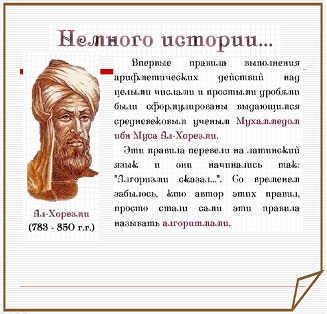 Немного истории...
Впервые правила выполнения
арифметических действий над
целыми числами и простыми дробями
были сформулированы выдающимся
средневековым ученым Мухаммедом
ибн Муса Ал-Хорезми.
Эти правила перевели на латинский
язык и они начинались так:
"Алгоризми сказал...". Со временем
забылось, кто автор этих правил,
просто стали сами эти правила
называть алгоритмами.
Ал-Хорезми
(783 - 850 г.г.)